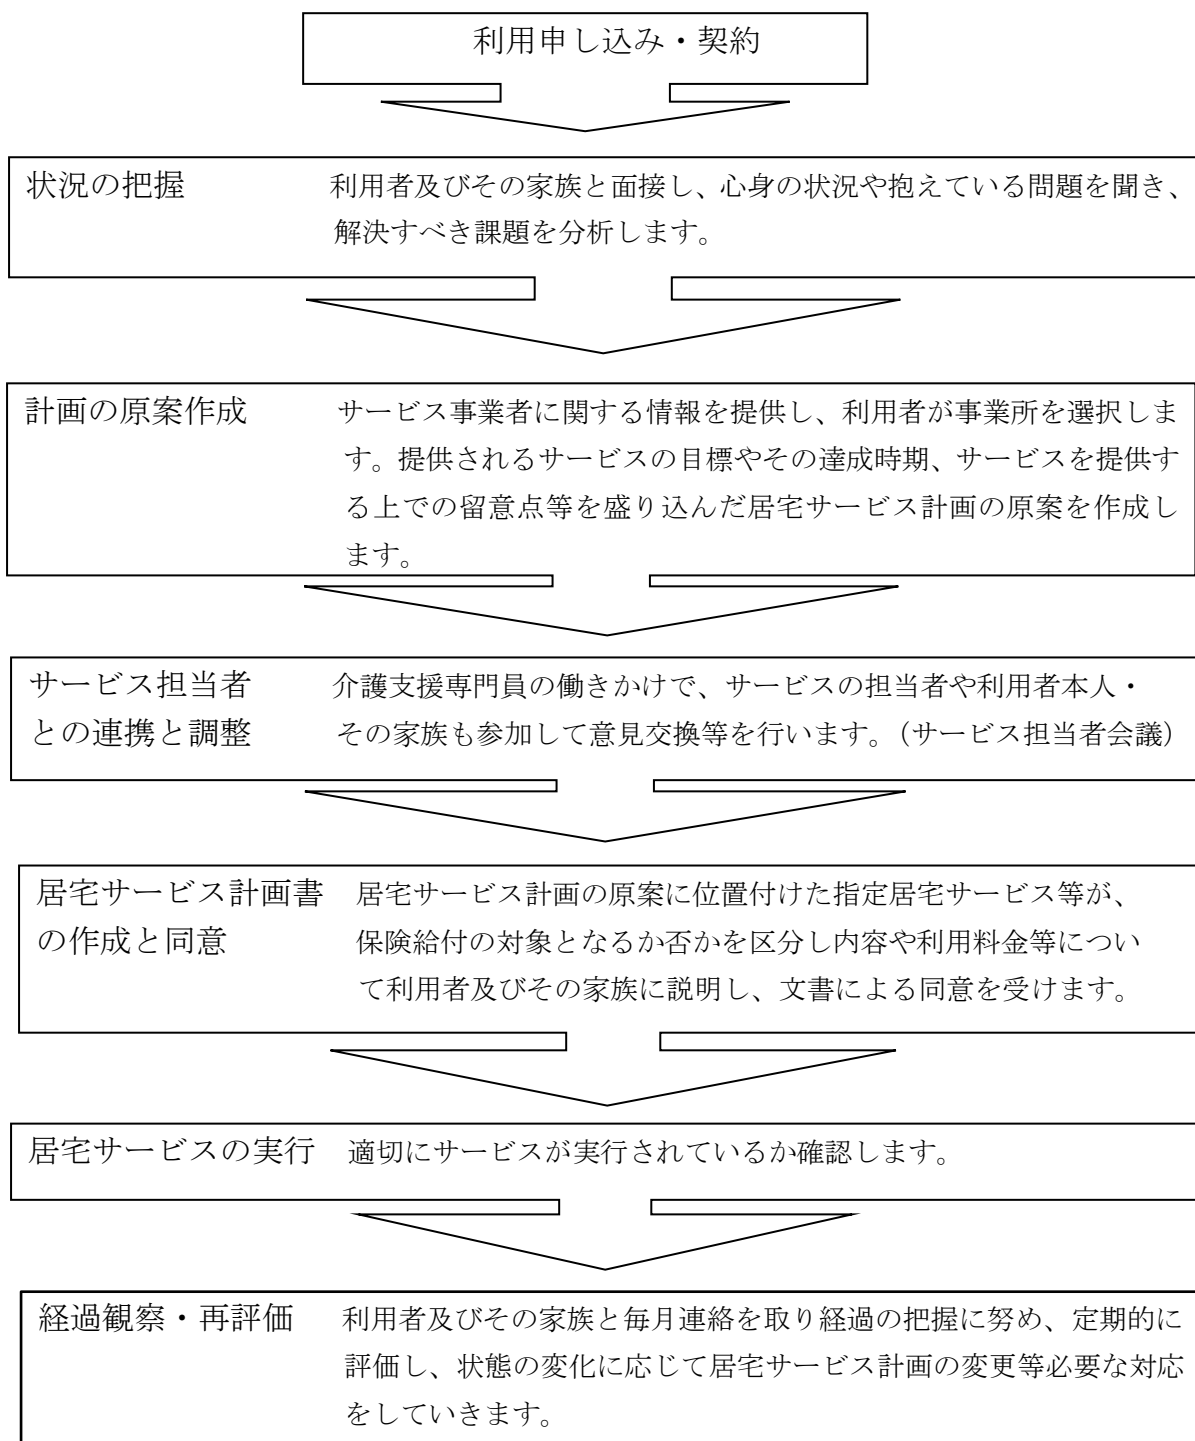 利用申し込み・契約
状況の把握 利用者及びその家族と面接し、心身の状況や抱えている問題を聞き、
解決すべき課題を分析します。
計画の原案作成 サービス事業者に関する情報を提供し、利用者が事業所を選択しま
す。提供されるサービスの目標やその達成時期、サービスを提供す
る上での留意点等を盛り込んだ居宅サービス計画の原案を作成し
ます。
サービス担当者 介護支援専門員の働きかけで、サービスの担当者や利用者本人・
との連携と調整 その家族も参加して意見交換等を行います。（サービス担当者会議）
居宅サービス計画書 居宅サービス計画の原案に位置付けた指定居宅サービス等が、
の作成と同意 保険給付の対象となるか否かを区分し内容や利用料金等につい
て利用者及びその家族に説明し、文書による同意を受けます。
居宅サービスの実行 適切にサービスが実行されているか確認します。
経過観察・再評価 利用者及びその家族と毎月連絡を取り経過の把握に努め、定期的に
評価し、状態の変化に応じて居宅サービス計画の変更等必要な対応
をしていきます。